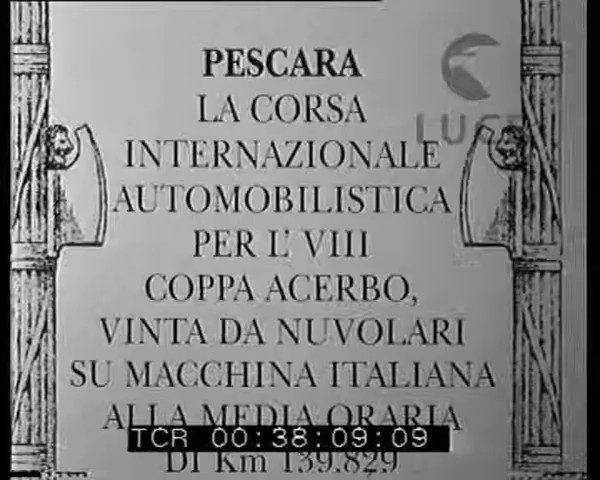 PESCARA
LA CORSA
INTERNAZIONALE
AUTOMOBILISTICA
PER L' VIII
COPPA ACERBO,
VINTA DA NUVOLARI
SU MACCHINA ITALIANA
ALLA MEDIA ORARIA
DI Km 139.829
LUCE
TCR 00:38:09:09